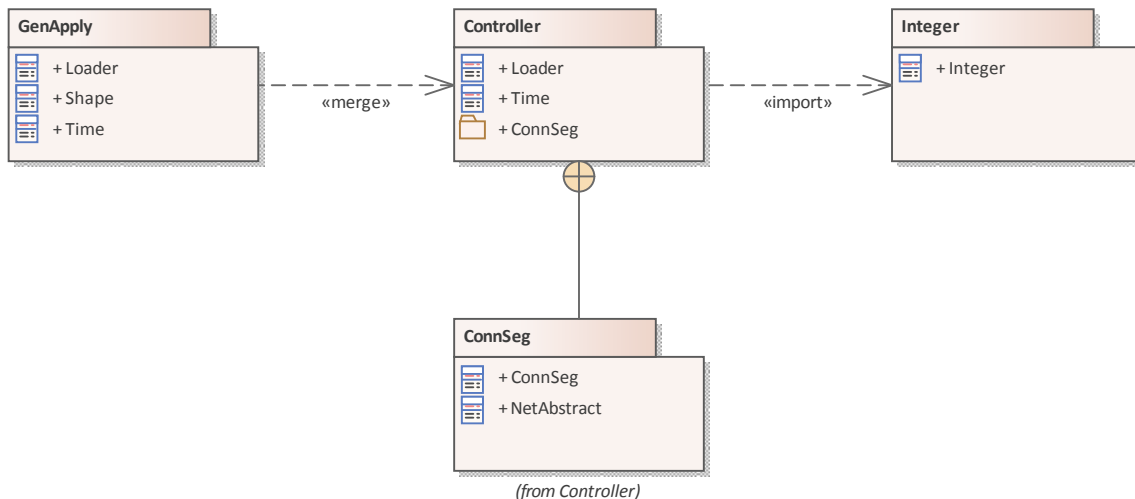 GenApply
+ Loader
+ Shape
+ Time
«merge»
Controller
+ Loader
+ Time
+ ConnSeg
«import»
Integer
+ Integer
ConnSeg
+ ConnSeg
+ NetAbstract
(from Controller)